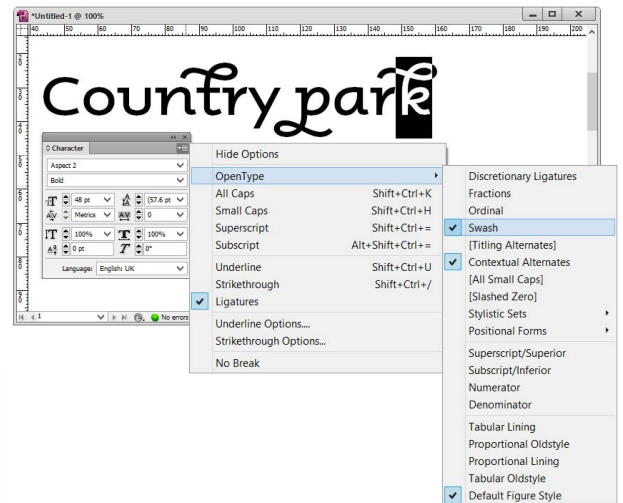 *Untitled-1 @ 100%
40 50 60 70 80 90 100 110 120 130 140 150 160 170 180 190 200
Country park
Character
Aspect 2
Bold
48 pt (57.6 pt
Metrics 0
100% 100%
0 pt 0°
Language: English: UK
1 No errors
Hide Options
OpenType
All Caps Shift+Ctrl+K
Small Caps Shift+Ctrl+H
Superscript Shift+Ctrl+=
Subscript Alt+Shift+Ctrl+=
Underline Shift+Ctrl+U
Strikethrough Shift+Ctrl+/
Ligatures
Underline Options....
Strikethrough Options...
No Break
Discretionary Ligatures
Fractions
Ordinal
Swash
[Titling Alternates]
Contextual Alternates
[All Small Caps]
[Slashed Zero]
Stylistic Sets
Positional Forms
Superscript/Superior
Subscript/Inferior
Numerator
Denominator
Tabular Lining
Proportional Oldstyle
Proportional Lining
Tabular Oldstyle
Default Figure Style